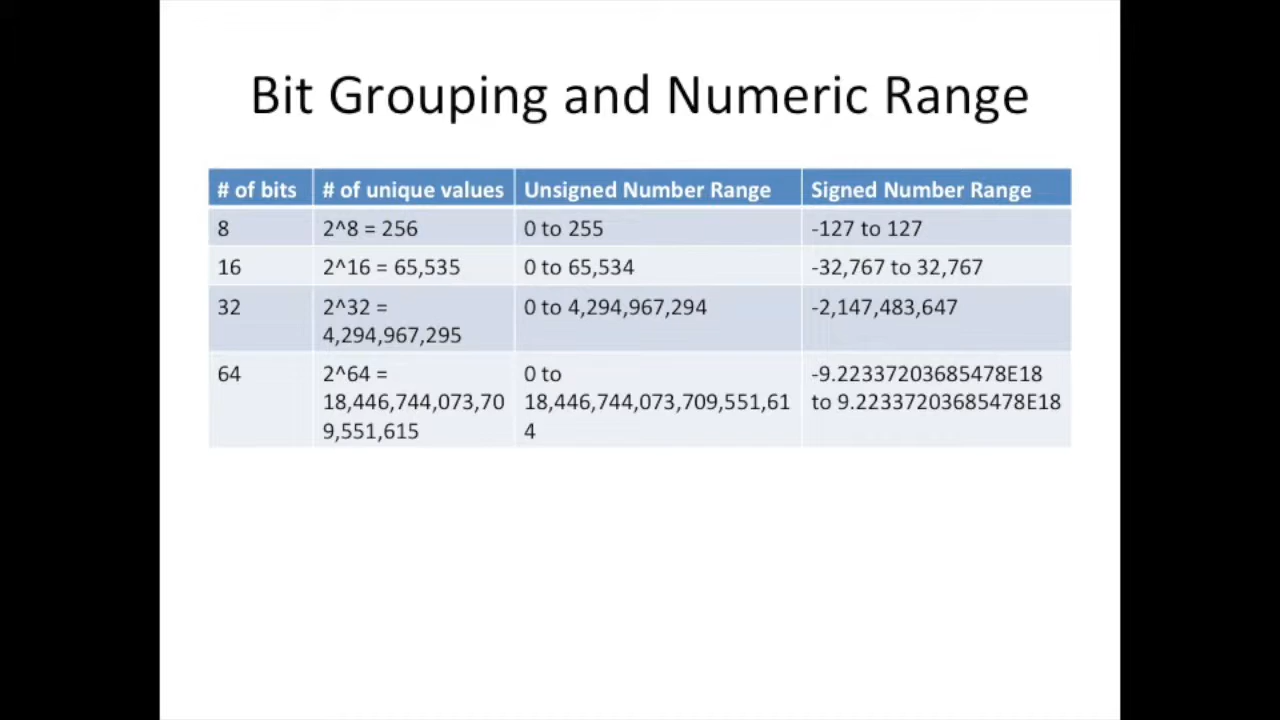 Bit Grouping and Numeric Range
# of bits # of unique values Unsigned Number Range Signed Number Range
8 2^8 = 256 0 to 255 -127 to 127
16 2^16 = 65,535 0 to 65,534 -32,767 to 32,767
32 2^32 = 0 to 4,294,967,294 -2,147,483,647
4,294,967,295
64 2^64 = 0 to -9.22337203685478E18
18,446,744,073,70 18,446,744,073,709,551,61 to 9.22337203685478E18
9,551,615 4